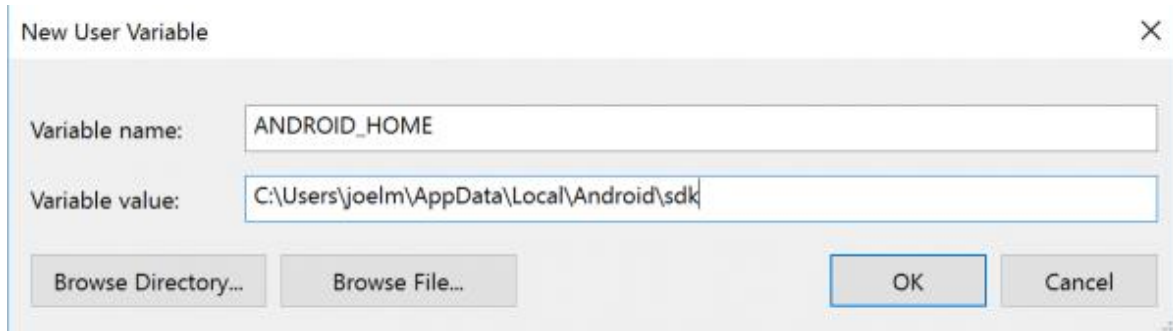 New User Variable
Variable name: ANDROID_HOME
Variable value: C:\Users\joelm\AppData\Local\Android\sdk
Browse Directory... Browse File... OK Cancel